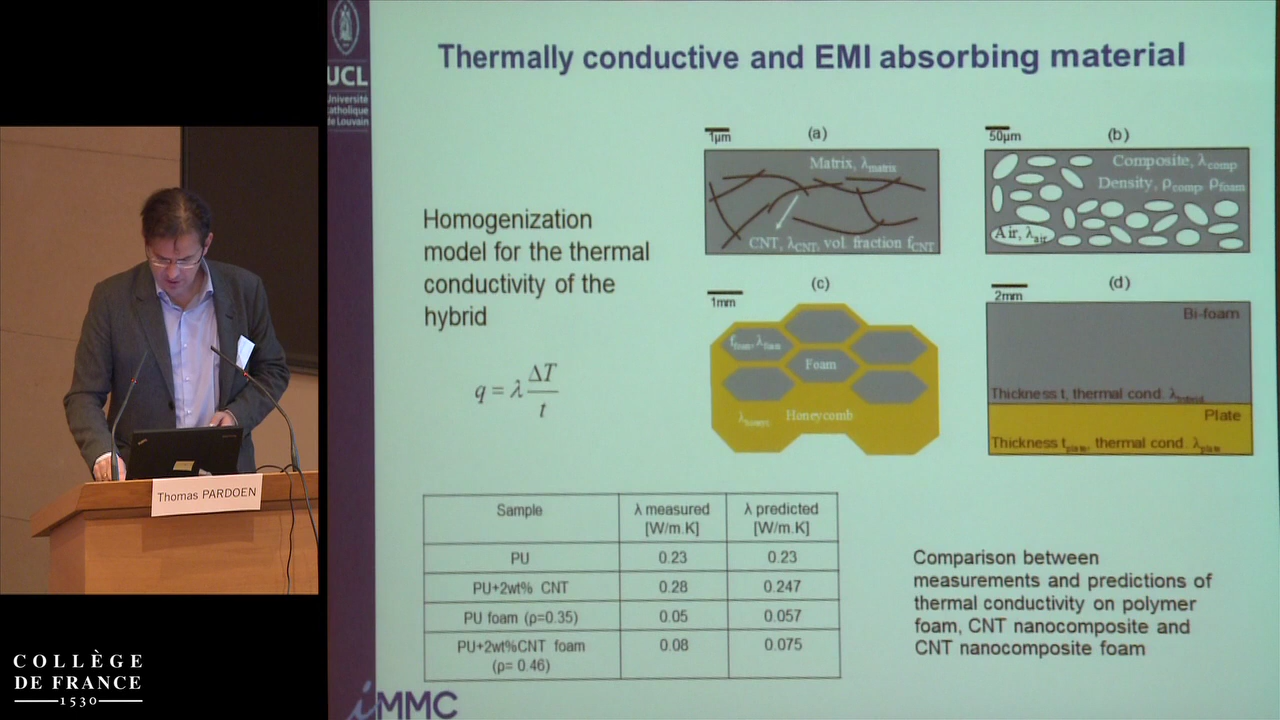 UCL
Université
catholique
de Louvain
Thermally conductive and EMI absorbing material
Homogenization
model for the thermal
conductivity of the
hybrid
q = λ ΔT / t
1µm
(a)
Matrix, λmatrix
CNT, λCNT, vol. fraction fCNT
50µm
(b)
Composite, λcomp
Density, ρcomp, ρfoam
Air, λair
1mm
(c)
ffoam, λfoam
Foam
Honeycomb
2mm
(d)
Bi-foam
Thickness t, thermal cond. λhybrid
Plate
Thickness tplate, thermal cond. λplate
Sample λ measured [W/m.K] λ predicted [W/m.K]
PU 0.23 0.23
PU+2wt% CNT 0.28 0.247
PU foam (ρ=0.35) 0.05 0.057
PU+2wt%CNT foam (ρ= 0.46) 0.08 0.075
Comparison between
measurements and predictions of
thermal conductivity on polymer
foam, CNT nanocomposite and
CNT nanocomposite foam
iMMC
Thomas PARDOEN
COLLÈGE
DE FRANCE
1530